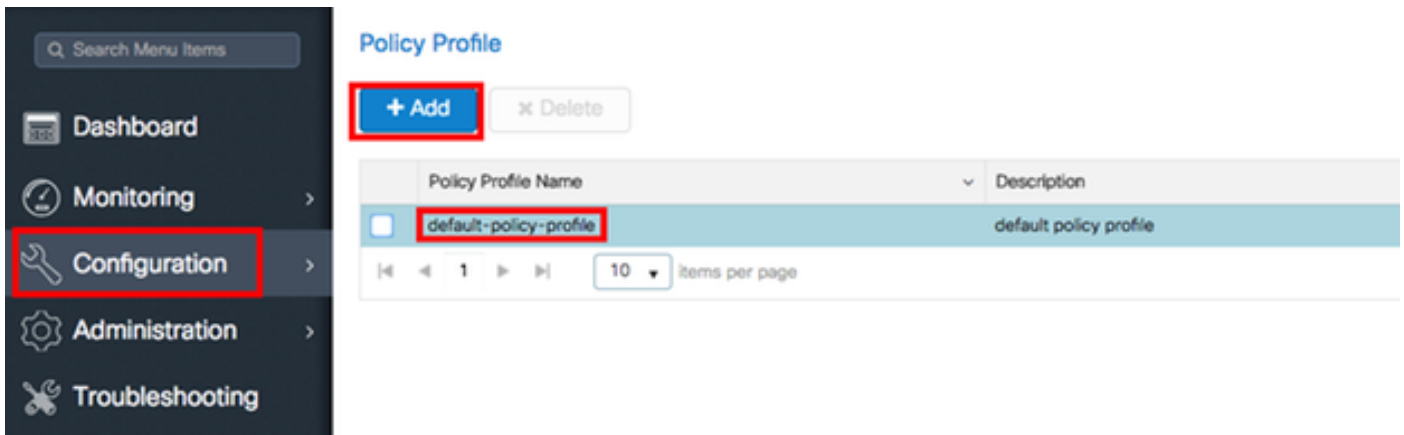 Search Menu Items
Dashboard
Monitoring
Configuration
Administration
Troubleshooting
Policy Profile
+ Add
✖ Delete
Policy Profile Name
Description
default-policy-profile
default policy profile
1
10
items per page